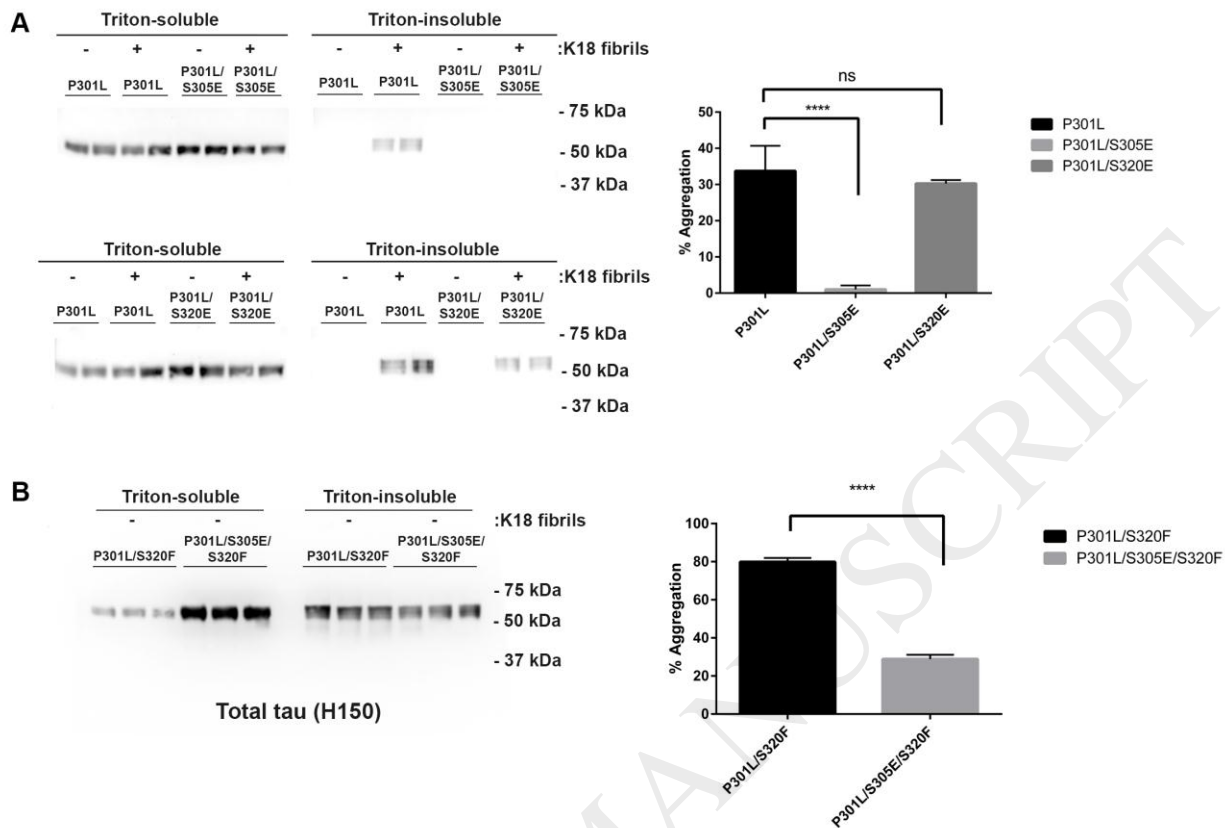 A
Triton-soluble
Triton-insoluble
- + - +
- + - + :K18 fibrils
P301L P301L P301L/ S305E P301L/ S305E
P301L P301L P301L/ S305E P301L/ S305E
- 75 kDa
- 50 kDa
- 37 kDa
Triton-soluble
Triton-insoluble
- + - +
- + - + :K18 fibrils
P301L P301L P301L/ S320E P301L/ S320E
P301L P301L P301L/ S320E P301L/ S320E
- 75 kDa
- 50 kDa
- 37 kDa
ns
****
% Aggregation
50
40
30
20
10
0
P301L
P301L/S305E
P301L/S320E
P301L
P301L/S305E
P301L/S320E
B
Triton-soluble
Triton-insoluble
- -
- - :K18 fibrils
P301L/S320F P301L/S305E/ S320F
P301L/S320F P301L/S305E/ S320F
- 75 kDa
- 50 kDa
- 37 kDa
Total tau (H150)
****
% Aggregation
100
80
60
40
20
0
P301L/S320F
P301L/S305E/S320F
P301L/S320F
P301L/S305E/S320F
MANUSCRIPT